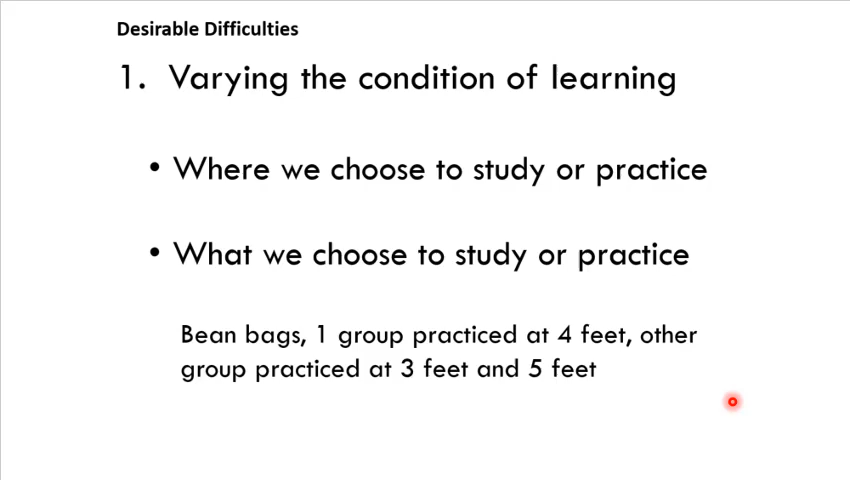 Desirable Difficulties
1. Varying the condition of learning
• Where we choose to study or practice
• What we choose to study or practice
Bean bags, 1 group practiced at 4 feet, other
group practiced at 3 feet and 5 feet